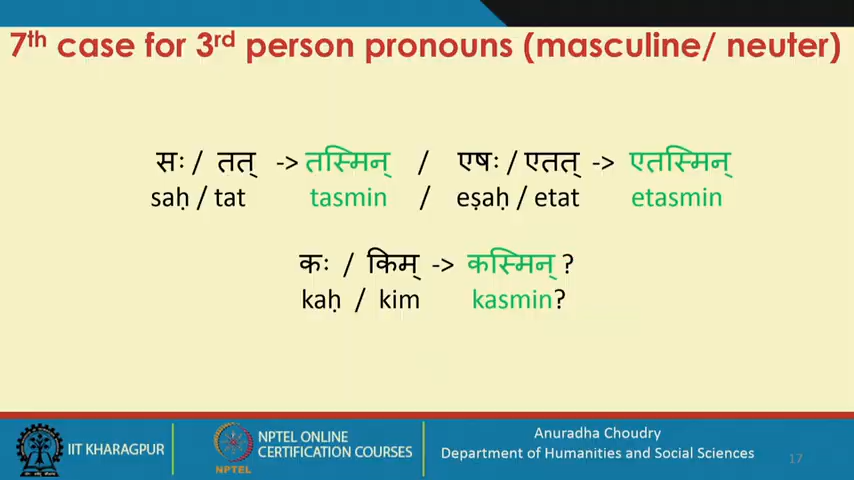 7th case for 3rd person pronouns (masculine/ neuter)
सः / तत् -> तस्मिन् / एषः / एतत् -> एतस्मिन्
saḥ / tat tasmin / eṣaḥ / etat etasmin
कः / किम् -> कस्मिन् ?
kaḥ / kim kasmin?
IIT KHARAGPUR
NPTEL
NPTEL ONLINE
CERTIFICATION COURSES
Anuradha Choudry
Department of Humanities and Social Sciences
17